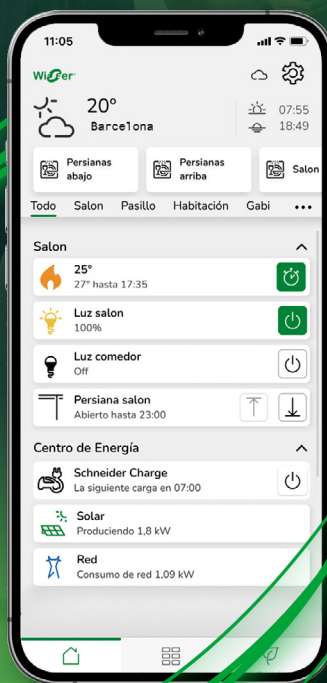 11:05
Wiser
20°
Barcelona
07:55
18:49
Persianas
abajo
Persianas
arriba
Salon
Todo Salon Pasillo Habitación Gabi
Salon
25°
27° hasta 17:35
Luz salon
100%
Luz comedor
Off
Persiana salon
Abierto hasta 23:00
Centro de Energía
Schneider Charge
La siguiente carga en 07:00
Solar
Produciendo 1,8 kW
Red
Consumo de red 1,09 kW